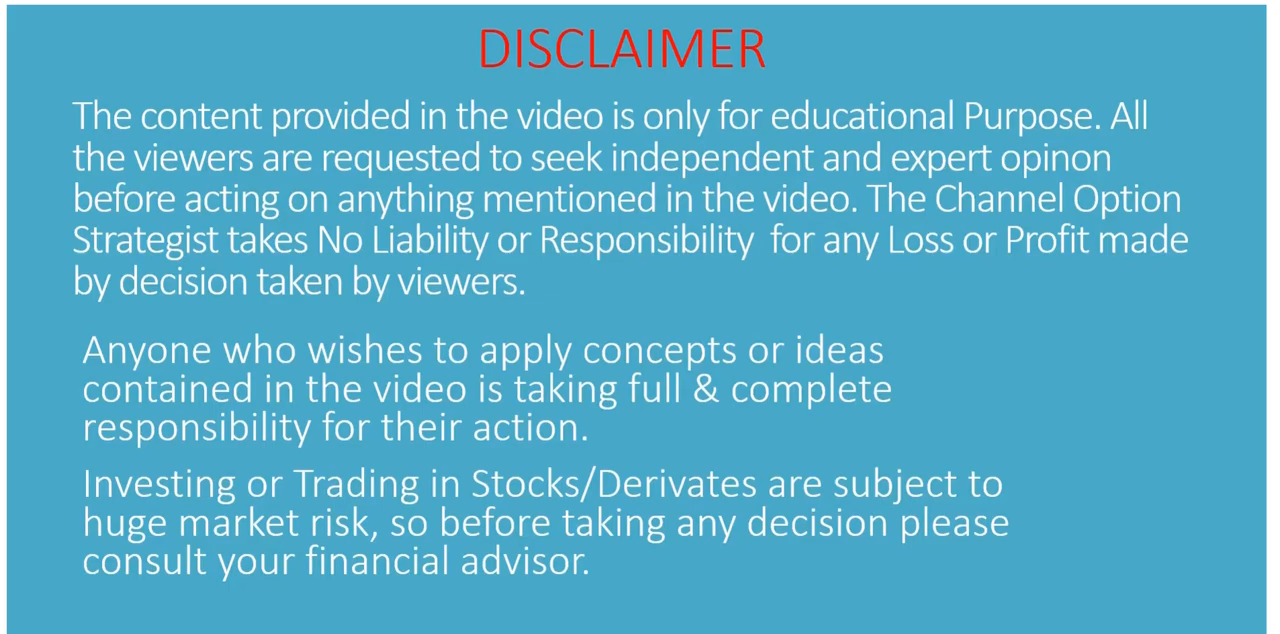 DISCLAIMER
The content provided in the video is only for educational Purpose. All
the viewers are requested to seek independent and expert opinon
before acting on anything mentioned in the video. The Channel Option
Strategist takes No Liability or Responsibility for any Loss or Profit made
by decision taken by viewers.
Anyone who wishes to apply concepts or ideas
contained in the video is taking full & complete
responsibility for their action.
Investing or Trading in Stocks/Derivates are subject to
huge market risk, so before taking any decision please
consult your financial advisor.